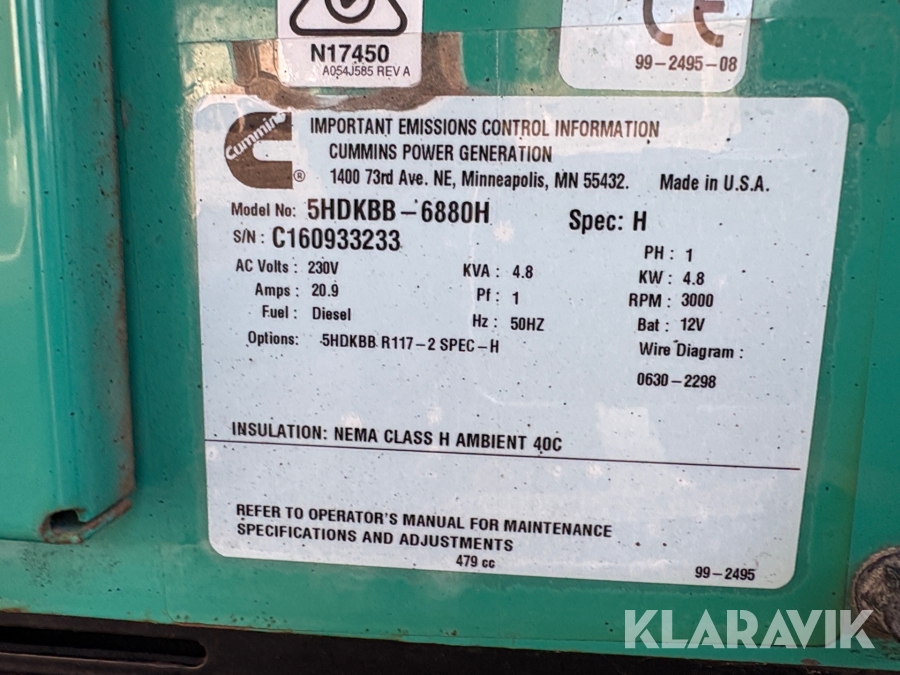 N17450
A054J585 REV A
CE
99-2495-08
Cummins
IMPORTANT EMISSIONS CONTROL INFORMATION
CUMMINS POWER GENERATION
1400 73rd Ave. NE, Minneapolis, MN 55432. Made in U.S.A.
Model No: 5HDKBB-6880H Spec: H
S/N: C160933233
AC Volts: 230V KVA: 4.8 PH: 1
Amps: 20.9 Pf: 1 KW: 4.8
Fuel: Diesel Hz: 50HZ RPM: 3000
Bat: 12V
Options: 5HDKBB R117-2 SPEC-H Wire Diagram:
0630-2298
INSULATION: NEMA CLASS H AMBIENT 40C
REFER TO OPERATOR'S MANUAL FOR MAINTENANCE
SPECIFICATIONS AND ADJUSTMENTS
479 cc
99-2495
KLARAVIK